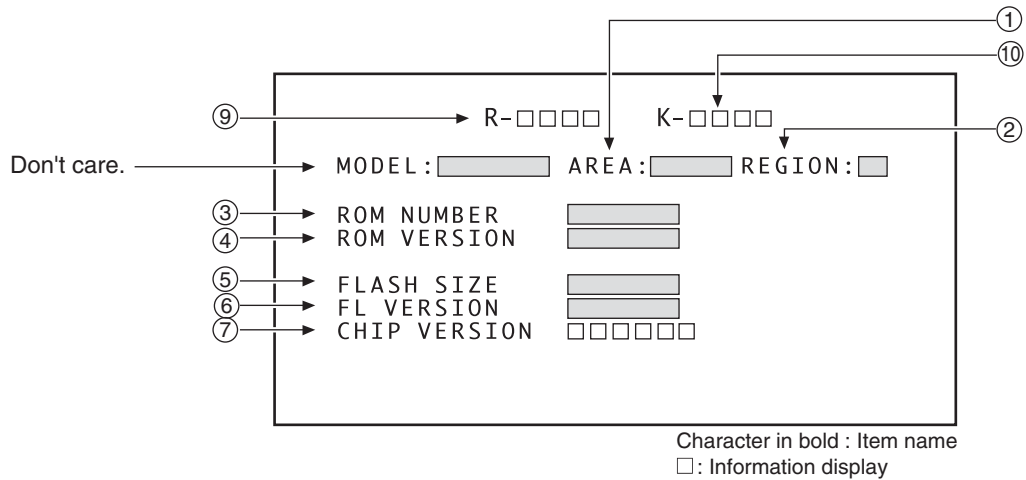 ①
⑩
⑨ R-□□□□ K-□□□□
②
Don't care. MODEL: AREA: REGION:
③ ROM NUMBER
④ ROM VERSION
⑤ FLASH SIZE
⑥ FL VERSION
⑦ CHIP VERSION □□□□□□
Character in bold : Item name
□: Information display